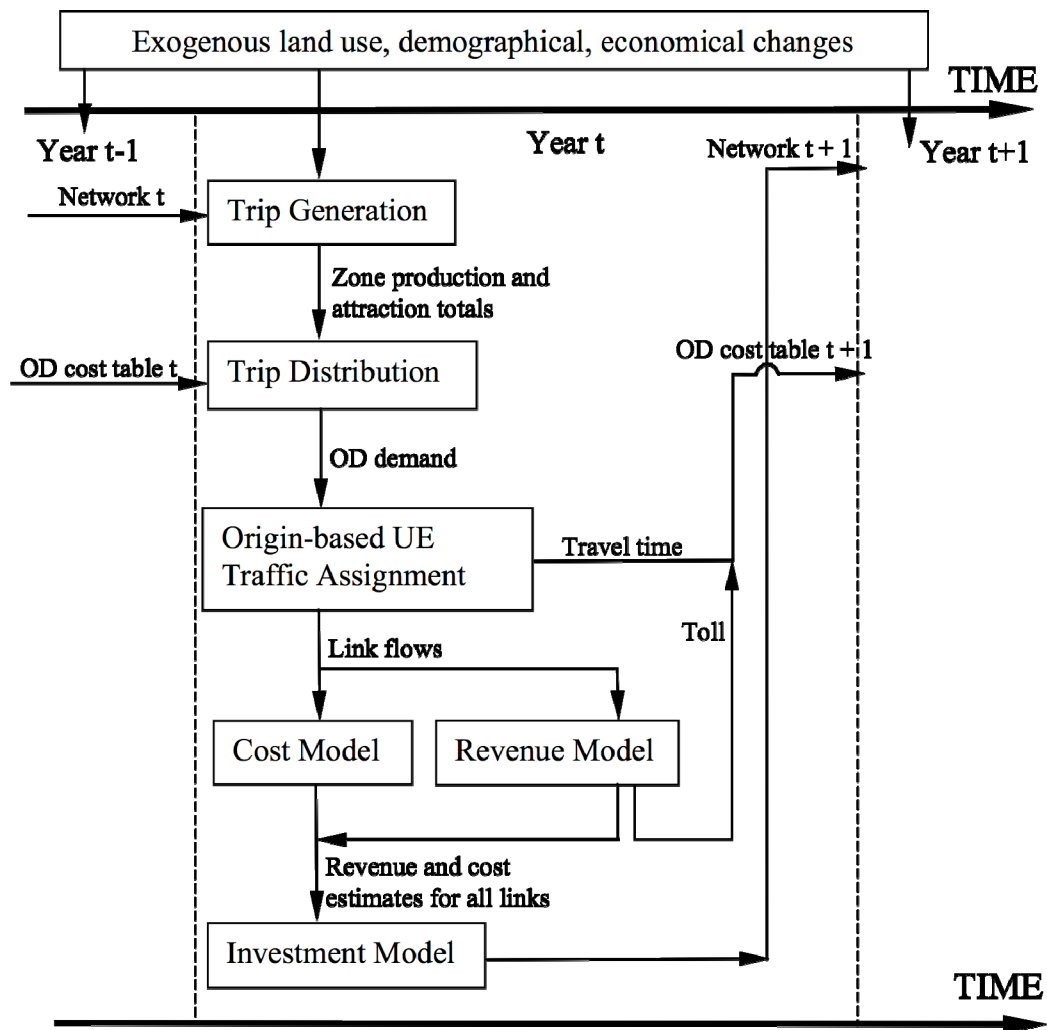 Exogenous land use, demographical, economical changes
TIME
Year t-1
Year t
Network t + 1
Year t+1
Network t
Trip Generation
Zone production and
attraction totals
OD cost table t
Trip Distribution
OD cost table t + 1
OD demand
Origin-based UE
Traffic Assignment
Travel time
Toll
Link flows
Cost Model
Revenue Model
Revenue and cost
estimates for all links
Investment Model
TIME